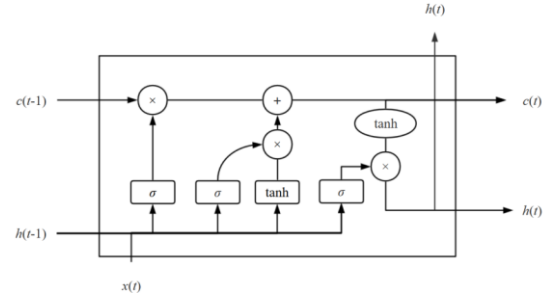 h(t)
c(t-1)
×
+
c(t)
tanh
×
×
σ
σ
tanh
σ
h(t-1)
h(t)
x(t)